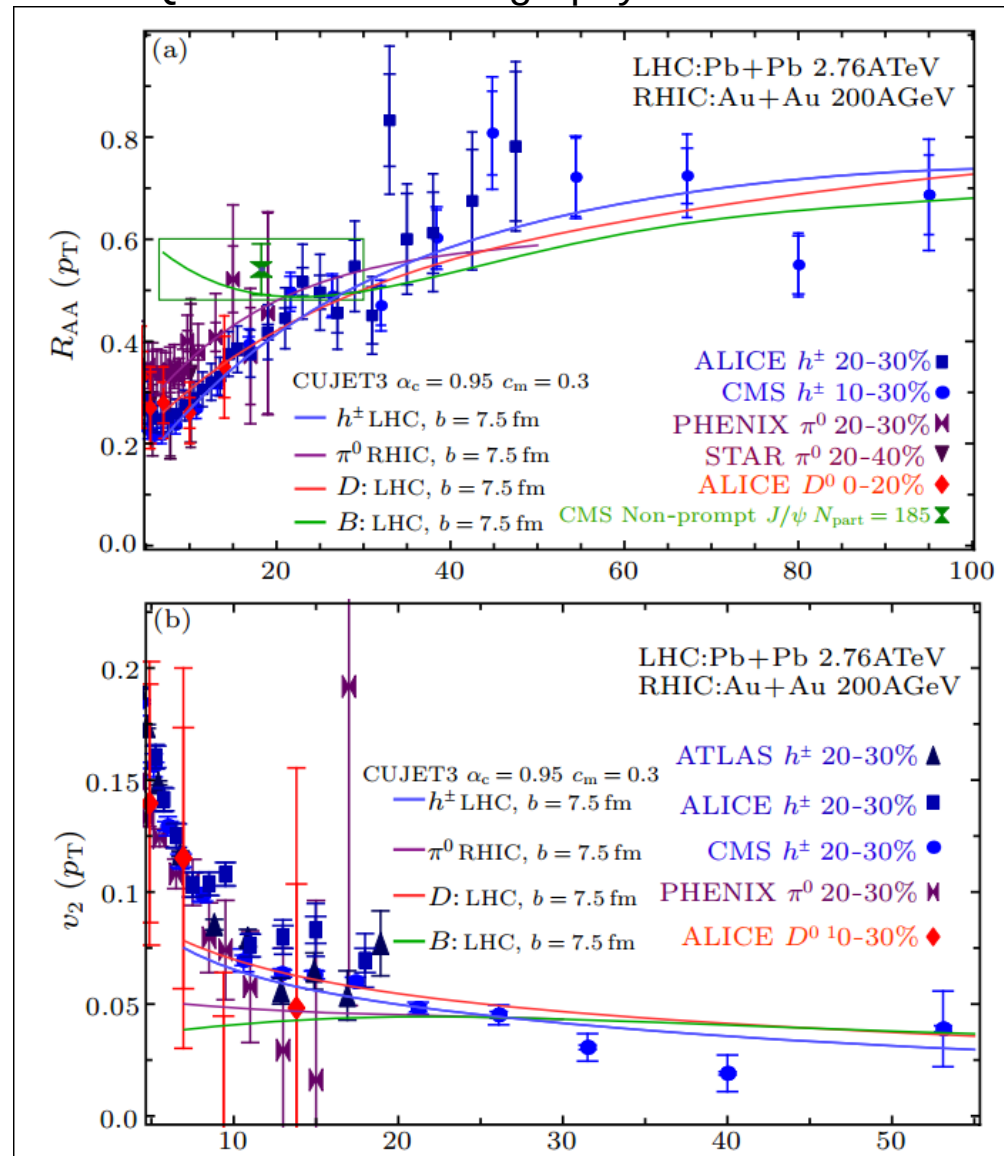 (a)
LHC:Pb+Pb 2.76ATeV
RHIC:Au+Au 200AGeV
0.8
0.6
0.4
0.2
0.0
R_AA (p_T)
CUJET3 α_c = 0.95 c_m = 0.3
h± LHC, b = 7.5 fm
π⁰ RHIC, b = 7.5 fm
D: LHC, b = 7.5 fm
B: LHC, b = 7.5 fm
ALICE h± 20-30%
CMS h± 10-30%
PHENIX π⁰ 20-30%
STAR π⁰ 20-40%
ALICE D⁰ 0-20%
CMS Non-prompt J/ψ N_part = 185
20 40 60 80 100
(b)
LHC:Pb+Pb 2.76ATeV
RHIC:Au+Au 200AGeV
0.2
0.15
0.10
0.05
0.0
v₂ (p_T)
CUJET3 α_c = 0.95 c_m = 0.3
h± LHC, b = 7.5 fm
π⁰ RHIC, b = 7.5 fm
D: LHC, b = 7.5 fm
B: LHC, b = 7.5 fm
ATLAS h± 20-30%
ALICE h± 20-30%
CMS h± 20-30%
PHENIX π⁰ 20-30%
ALICE D⁰ 10-30%
10 20 30 40 50